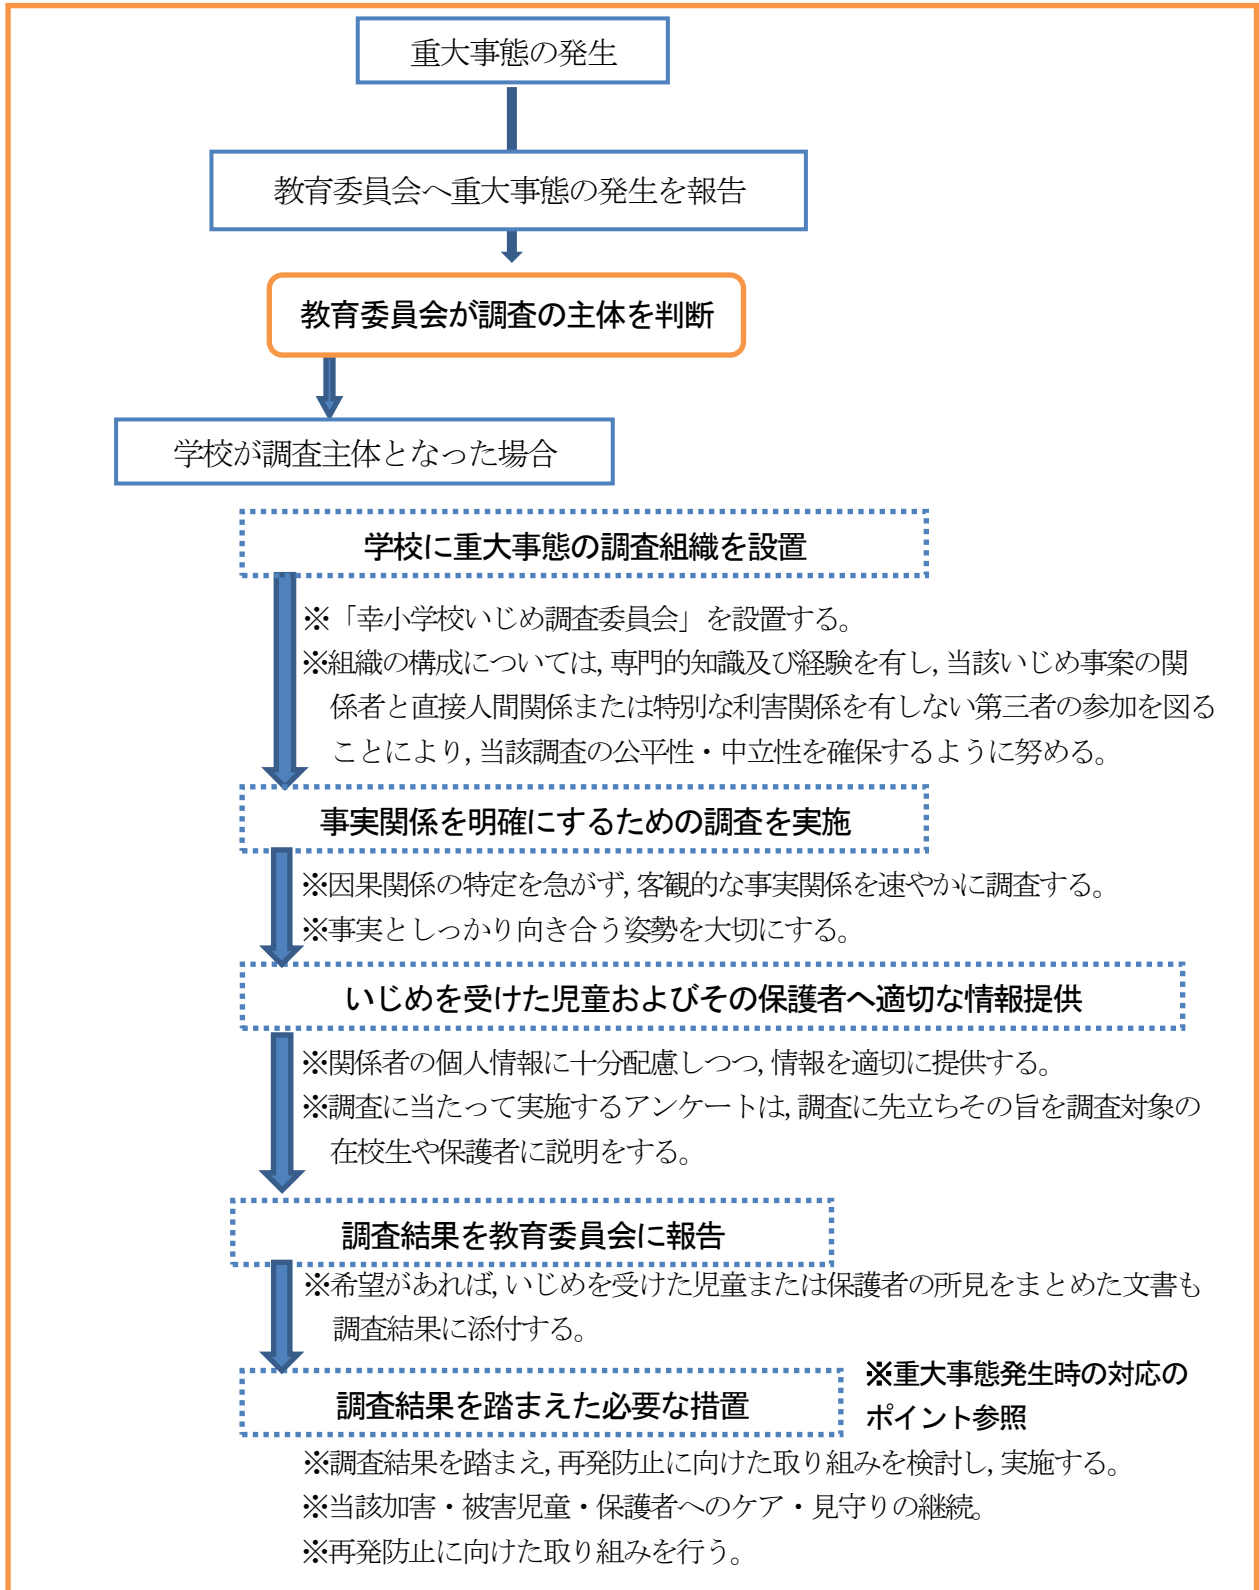 重大事態の発生
教育委員会へ重大事態の発生を報告
教育委員会が調査の主体を判断
学校が調査主体となった場合
学校に重大事態の調査組織を設置
※「幸小学校いじめ調査委員会」を設置する。
※組織の構成については,専門的知識及び経験を有し,当該いじめ事案の関
係者と直接人間関係または特別な利害関係を有しない第三者の参加を図る
ことにより,当該調査の公平性・中立性を確保するように努める。
事実関係を明確にするための調査を実施
※因果関係の特定を急がず,客観的な事実関係を速やかに調査する。
※事実としっかり向き合う姿勢を大切にする。
いじめを受けた児童およびその保護者へ適切な情報提供
※関係者の個人情報に十分配慮しつつ,情報を適切に提供する。
※調査に当たって実施するアンケートは,調査に先立ちその旨を調査対象の
在校生や保護者に説明をする。
調査結果を教育委員会に報告
※希望があれば,いじめを受けた児童または保護者の所見をまとめた文書も
調査結果に添付する。
調査結果を踏まえた必要な措置
※重大事態発生時の対応の
ポイント参照
※調査結果を踏まえ,再発防止に向けた取り組みを検討し,実施する。
※当該加害・被害児童・保護者へのケア・見守りの継続。
※再発防止に向けた取り組みを行う。